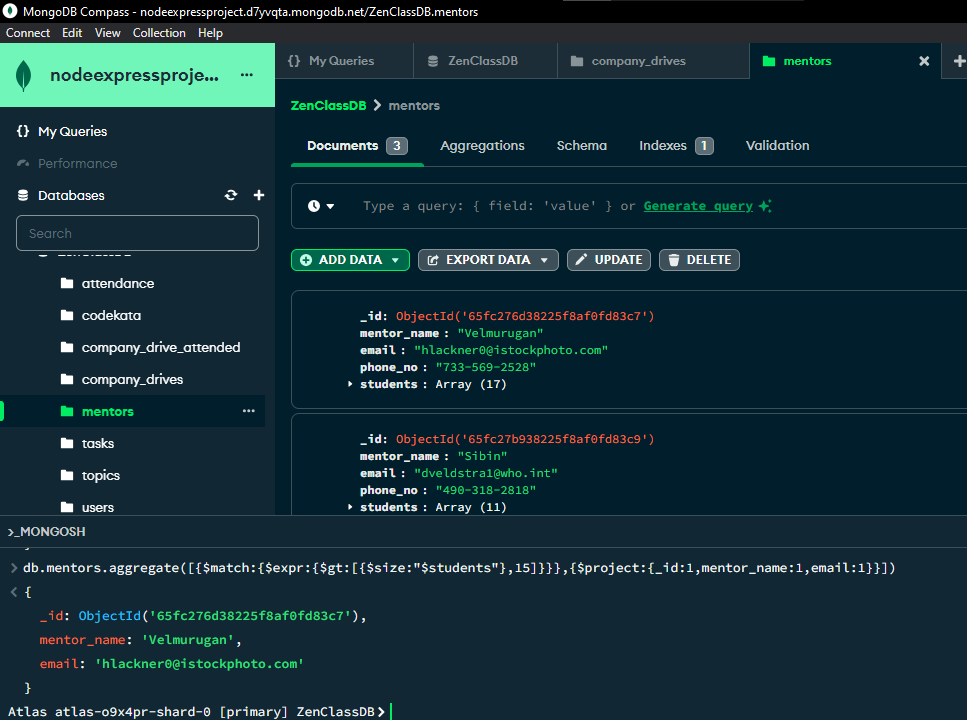 MongoDB Compass - nodeexpressproject.d7yvqta.mongodb.net/ZenClassDB.mentors
Connect Edit View Collection Help
nodeexpressproje... ...
{} My Queries
ZenClassDB
company_drives
mentors
ZenClassDB > mentors
My Queries
Performance
Databases
Search
ZenClassDB
attendance
codekata
company_drive_attended
company_drives
mentors ...
tasks
topics
users
Documents 3 Aggregations Schema Indexes 1 Validation
Type a query: { field: 'value' } or Generate query
ADD DATA EXPORT DATA UPDATE DELETE
_id: ObjectId('65fc276d38225f8af0fd83c7')
mentor_name : "Velmurugan"
email : "hlackner0@istockphoto.com"
phone_no : "733-569-2528"
students : Array (17)
_id: ObjectId('65fc27b938225f8af0fd83c9')
mentor_name : "Sibin"
email : "dveldstra1@who.int"
phone_no : "490-318-2818"
students : Array (11)
>_MONGOSH
> db.mentors.aggregate([{$match:{$expr:{$gt:[{$size:"$students"},15]}}},{$project:{_id:1,mentor_name:1,email:1}}])
< {
_id: ObjectId('65fc276d38225f8af0fd83c7'),
mentor_name: 'Velmurugan',
email: 'hlackner0@istockphoto.com'
}
Atlas atlas-o9x4pr-shard-0 [primary] ZenClassDB>